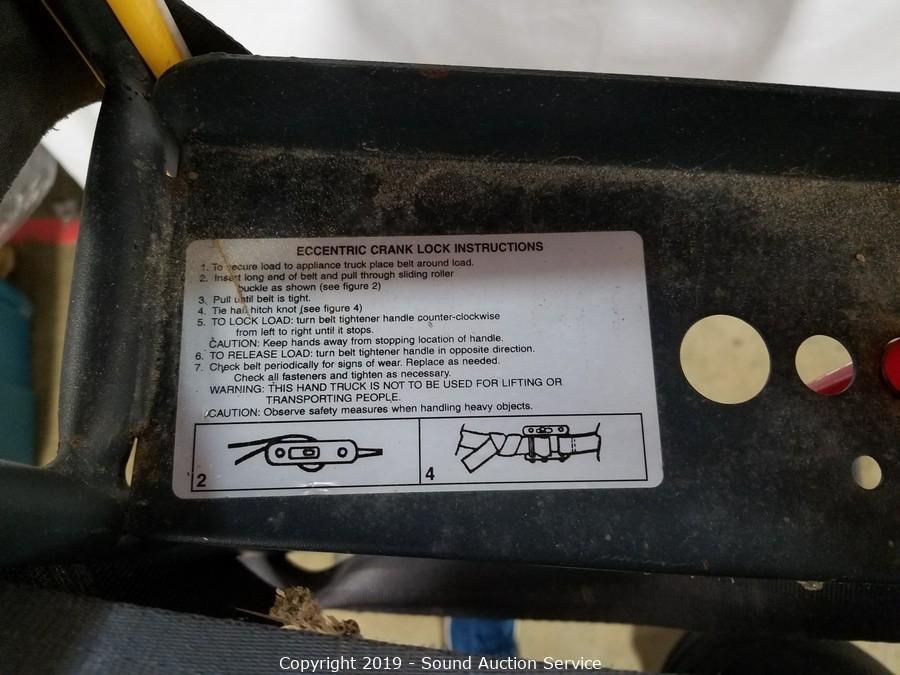 ECCENTRIC CRANK LOCK INSTRUCTIONS
1. To secure load to appliance truck place belt around load.
2. Insert long end of belt and pull through sliding roller
buckle as shown (see figure 2)
3. Pull until belt is tight.
4. Tie half hitch knot (see figure 4)
5. TO LOCK LOAD: turn belt tightener handle counter-clockwise
from left to right until it stops.
CAUTION: Keep hands away from stopping location of handle.
6. TO RELEASE LOAD: turn belt tightener handle in opposite direction.
7. Check belt periodically for signs of wear. Replace as needed.
Check all fasteners and tighten as necessary.
WARNING: THIS HAND TRUCK IS NOT TO BE USED FOR LIFTING OR
TRANSPORTING PEOPLE.
CAUTION: Observe safety measures when handling heavy objects.
2
4
Copyright 2019 - Sound Auction Service